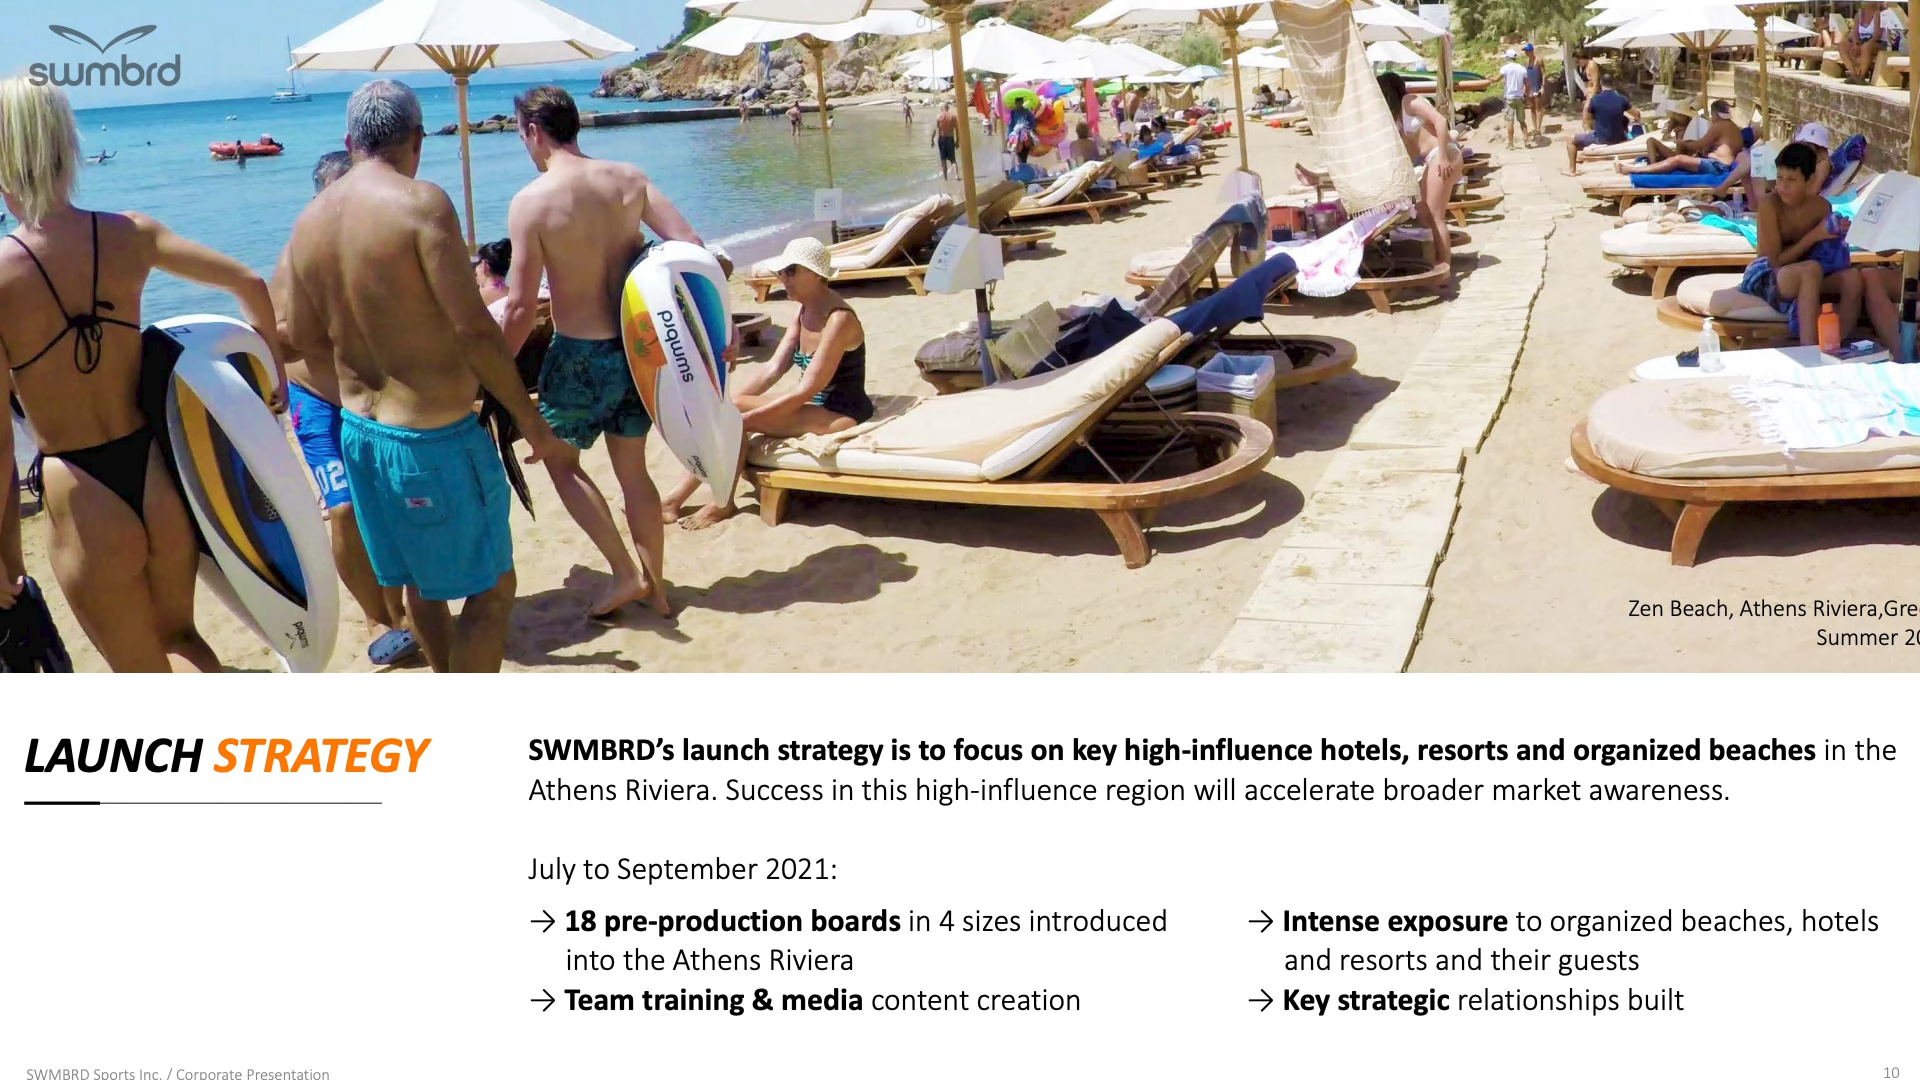 swmbrd
swmbrd
swmbrd
swmbrd
02
Zen Beach, Athens Riviera,Gre
Summer 20
LAUNCH STRATEGY
SWMBRD’s launch strategy is to focus on key high-influence hotels, resorts and organized beaches in the
Athens Riviera. Success in this high-influence region will accelerate broader market awareness.
July to September 2021:
→ 18 pre-production boards in 4 sizes introduced
into the Athens Riviera
→ Team training & media content creation
→ Intense exposure to organized beaches, hotels
and resorts and their guests
→ Key strategic relationships built
SWMBRD Sports Inc. / Corporate Presentation
10